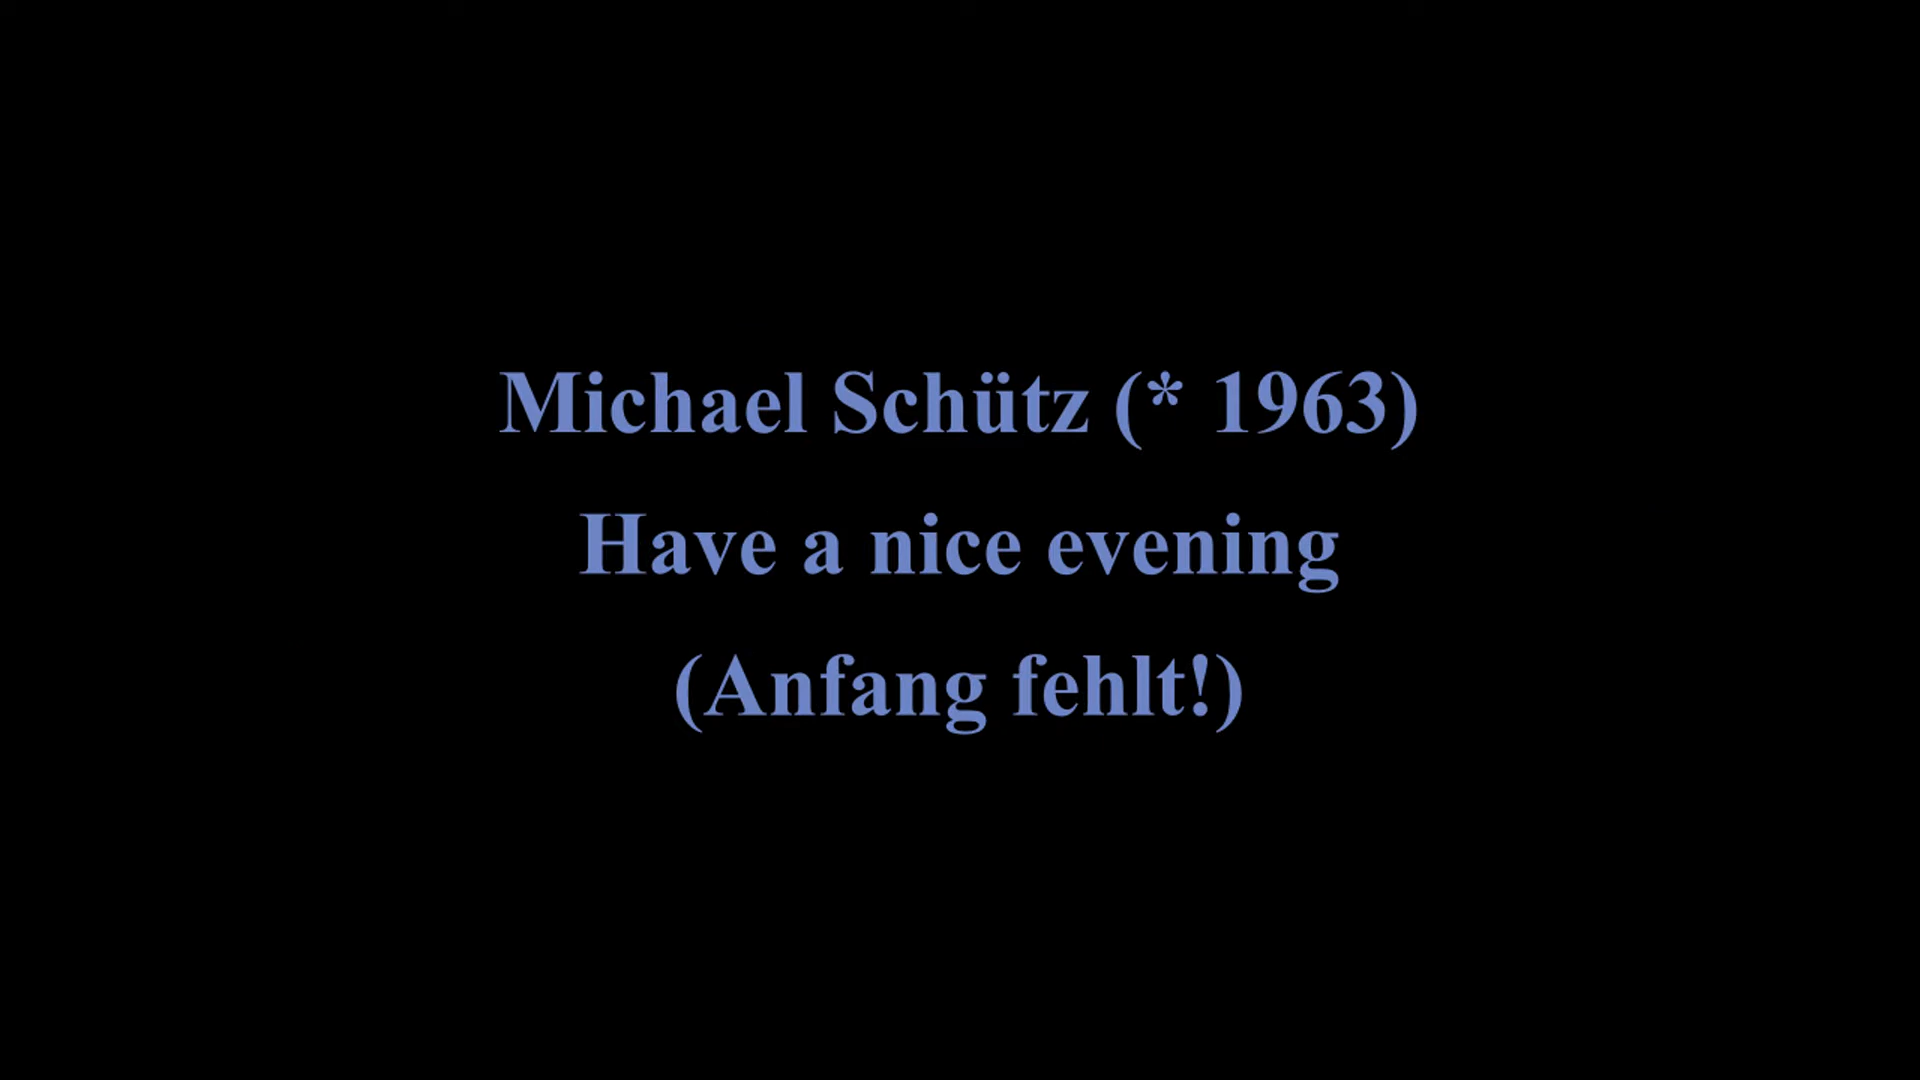 Michael Schütz (* 1963)
Have a nice evening
(Anfang fehlt!)